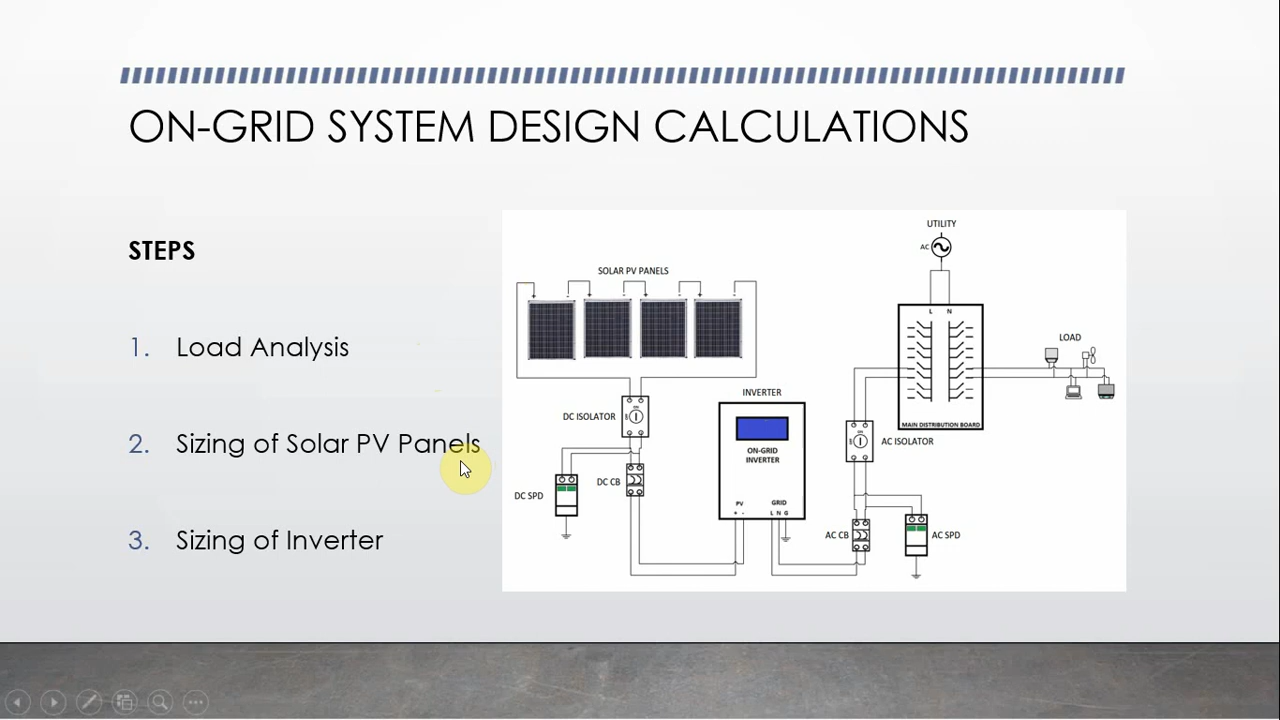 ON-GRID SYSTEM DESIGN CALCULATIONS
STEPS
1. Load Analysis
2. Sizing of Solar PV Panels
3. Sizing of Inverter
UTILITY
AC
SOLAR PV PANELS
L N
LOAD
INVERTER
DC ISOLATOR
ON
MAIN DISTRIBUTION BOARD
ON
AC ISOLATOR
ON-GRID
INVERTER
DC CB
DC SPD
PV GRID
+ - L N G
AC CB
AC SPD